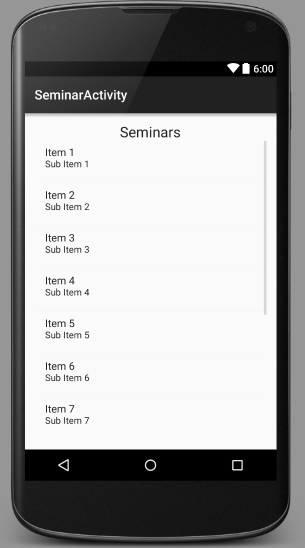 6:00
SeminarActivity
Seminars
Item 1
Sub Item 1
Item 2
Sub Item 2
Item 3
Sub Item 3
Item 4
Sub Item 4
Item 5
Sub Item 5
Item 6
Sub Item 6
Item 7
Sub Item 7